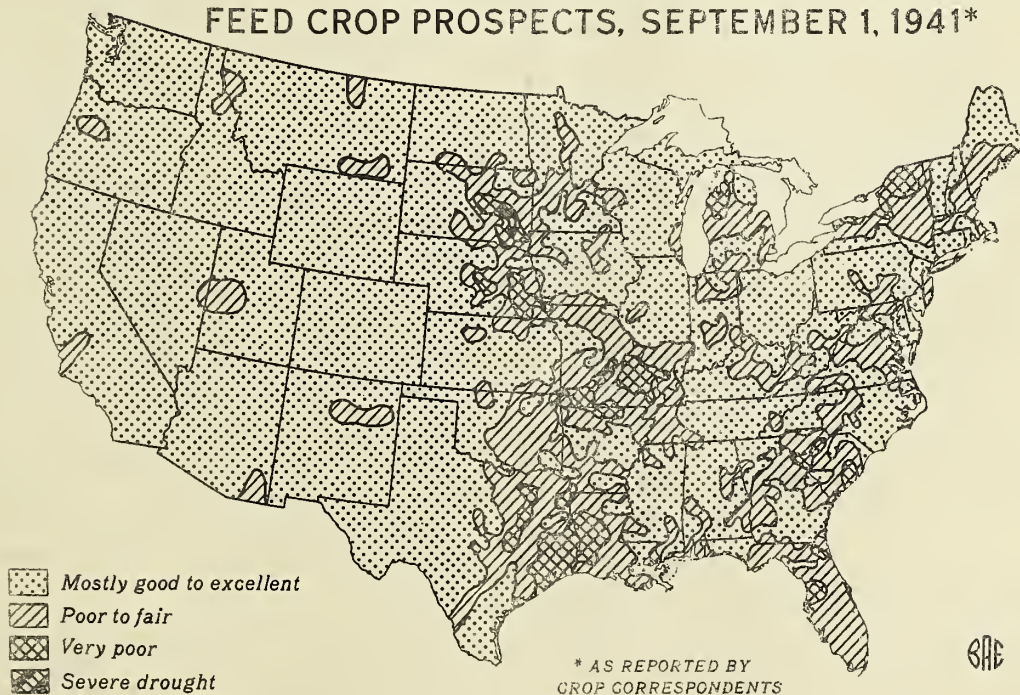 FEED CROP PROSPECTS, SEPTEMBER 1, 1941*
Mostly good to excellent
Poor to fair
Very poor
Severe drought
* AS REPORTED BY
CROP CORRESPONDENTS
BAE